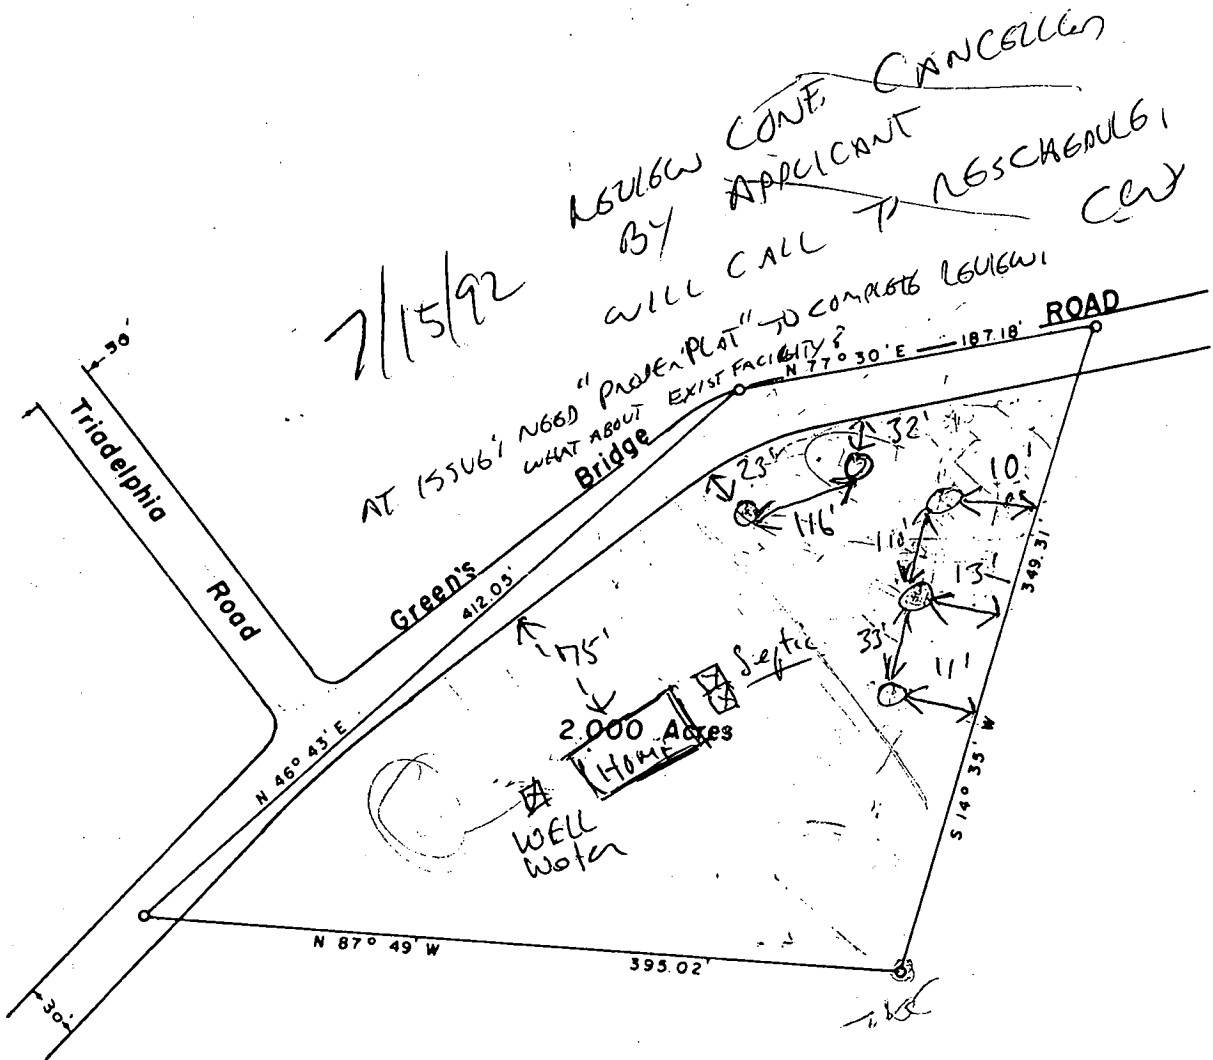 REVIEW CONF. CANCELLED
BY APPLICANT
WILL CALL TO RESCHEDULE.
7/15/92
AT ISSUE: NEED "PROPER PLAT" TO COMPLETE REVIEW.
WHAT ABOUT EXIST FACILITY?
ROAD
N 77° 30' E 187.18'
30'
Triadelphia
Road
Green's
Bridge
412.05'
N 46° 43' E
32'
23'
116'
10'
110'
13'
33'
11'
349.31'
S 14° 35' W
175'
Septic
2.000 Acres
HOME
WELL
Water
N 87° 49' W
395.02'
30'